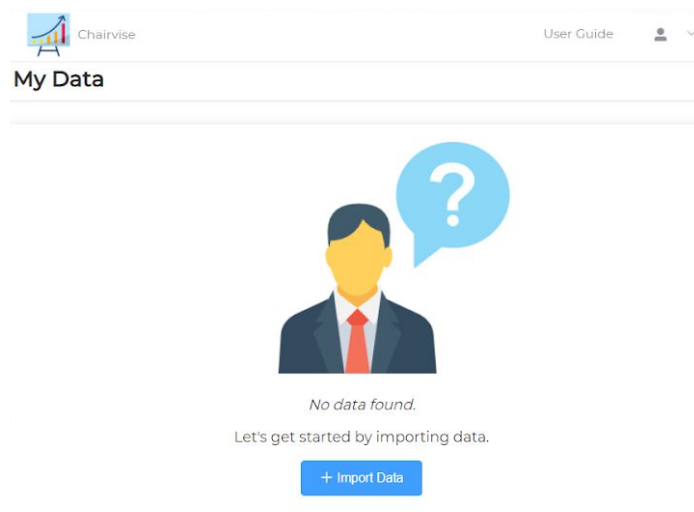 Chairvise
User Guide
My Data
?
No data found.
Let's get started by importing data.
+ Import Data